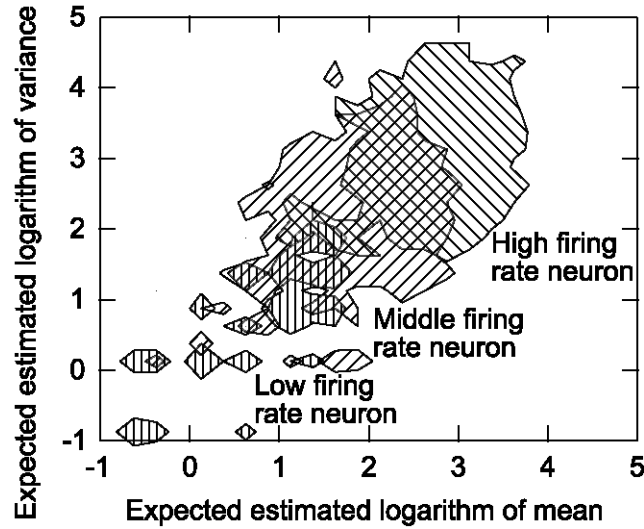 Expected estimated logarithm of variance
5
4
3
2
1
0
-1
High firing
rate neuron
Middle firing
rate neuron
Low firing
rate neuron
-1 0 1 2 3 4 5
Expected estimated logarithm of mean